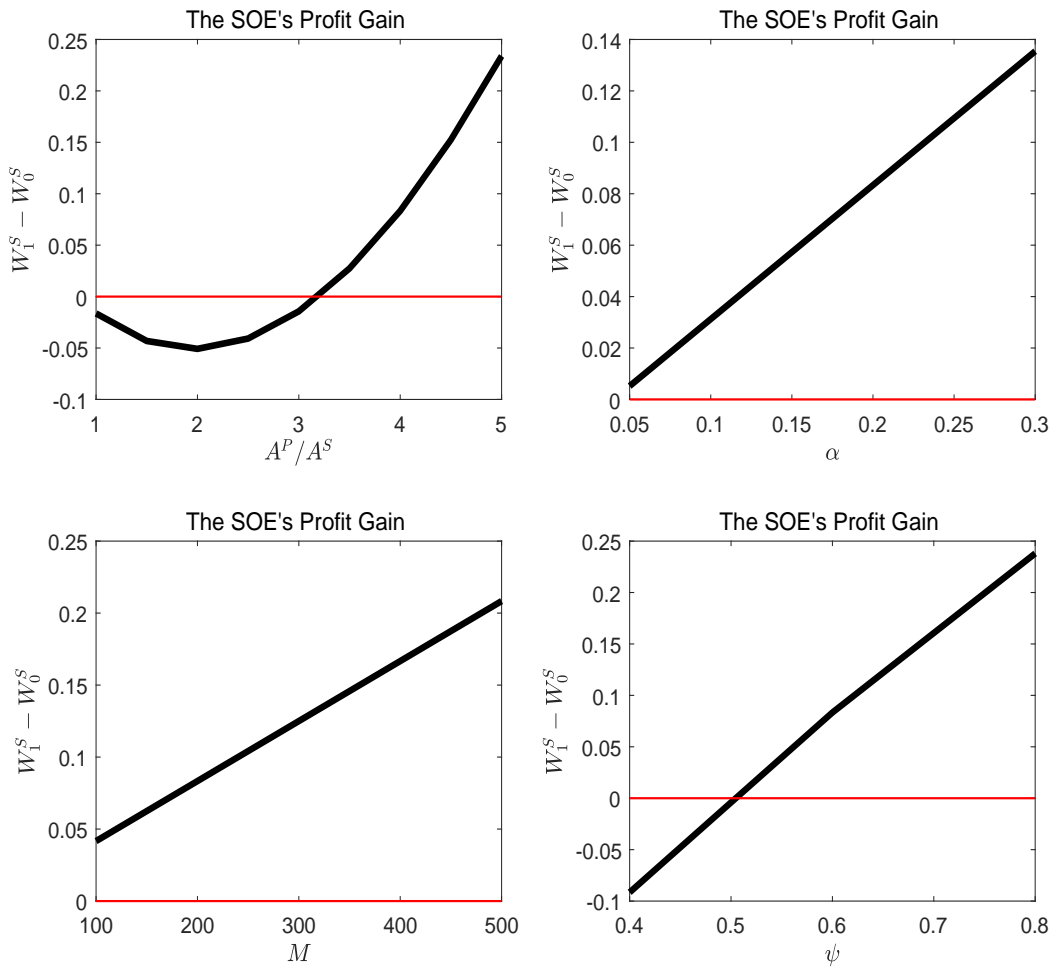 The SOE's Profit Gain
0.25
0.2
0.15
0.1
0.05
0
-0.05
-0.1
W_1^S − W_0^S
1 2 3 4 5
A^P/A^S
The SOE's Profit Gain
0.14
0.12
0.1
0.08
0.06
0.04
0.02
0
W_1^S − W_0^S
0.05 0.1 0.15 0.2 0.25 0.3
α
The SOE's Profit Gain
0.25
0.2
0.15
0.1
0.05
0
W_1^S − W_0^S
100 200 300 400 500
M
The SOE's Profit Gain
0.25
0.2
0.15
0.1
0.05
0
-0.05
-0.1
W_1^S − W_0^S
0.4 0.5 0.6 0.7 0.8
ψ